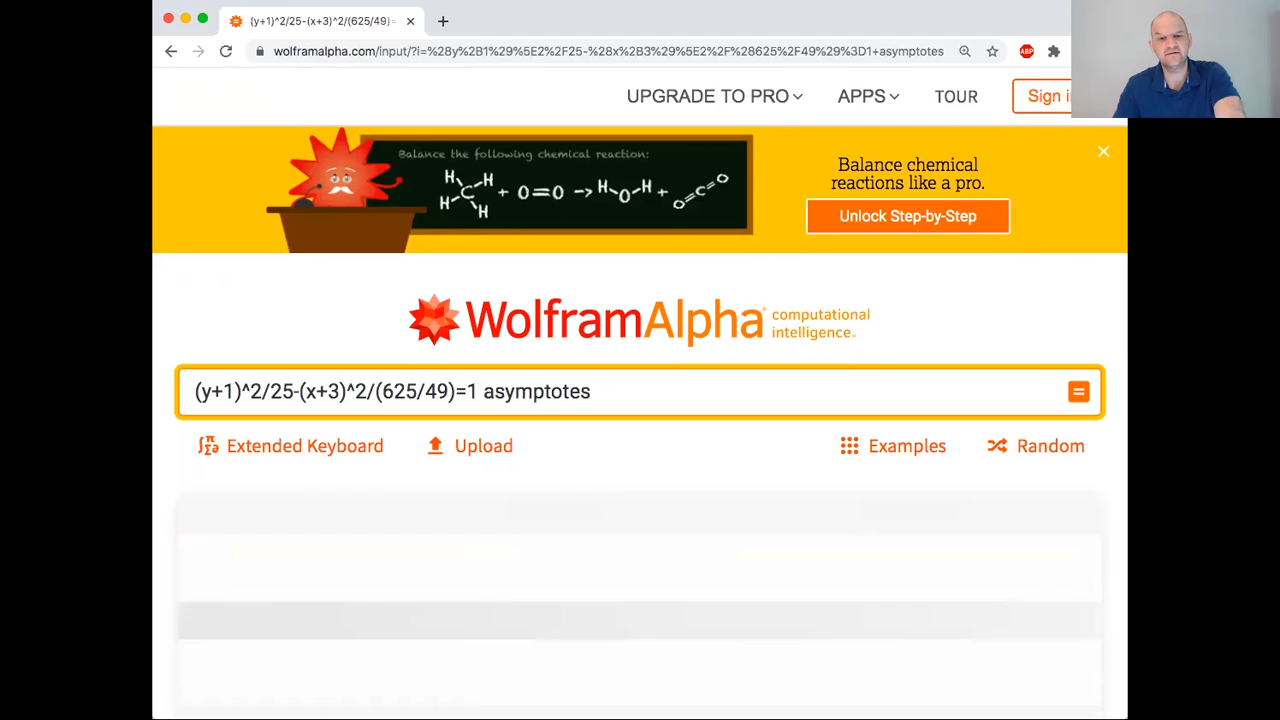 (y+1)^2/25-(x+3)^2/(625/49)=
wolframalpha.com/input/?i=%28y%2B1%29%5E2%2F25-%28x%2B3%29%5E2%2F%28625%2F49%29%3D1+asymptotes
ABP
UPGRADE TO PRO
APPS
TOUR
Sign i
Balance the following chemical reaction:
H H C H H + O=O → H O H + O=C=O
Balance chemical
reactions like a pro.
Unlock Step-by-Step
WolframAlpha computational
intelligence™
(y+1)^2/25-(x+3)^2/(625/49)=1 asymptotes
=
Extended Keyboard
Upload
Examples
Random